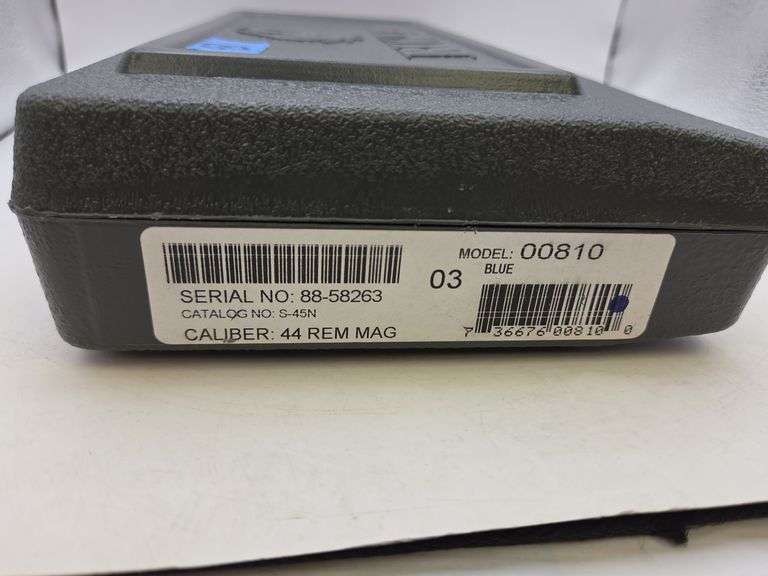 SERIAL NO: 88-58263
CATALOG NO: S-45N
CALIBER: 44 REM MAG
03
MODEL: 00810
BLUE
7 36676 00810 0